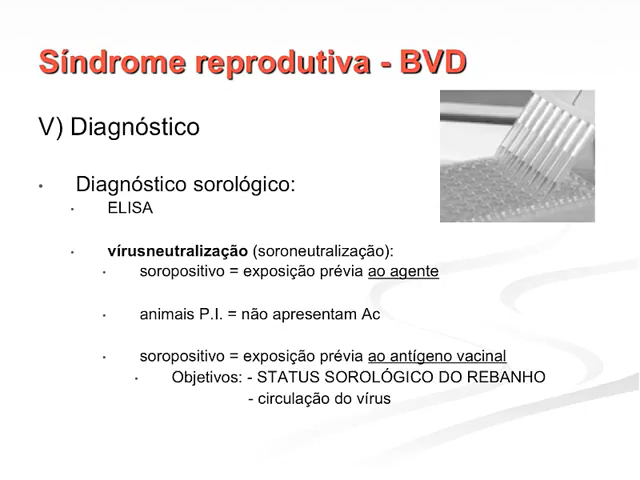 Síndrome reprodutiva - BVD
V) Diagnóstico
• Diagnóstico sorológico:
• ELISA
• vírusneutralização (soroneutralização):
• soropositivo = exposição prévia ao agente
• animais P.I. = não apresentam Ac
• soropositivo = exposição prévia ao antígeno vacinal
• Objetivos: - STATUS SOROLÓGICO DO REBANHO
- circulação do vírus